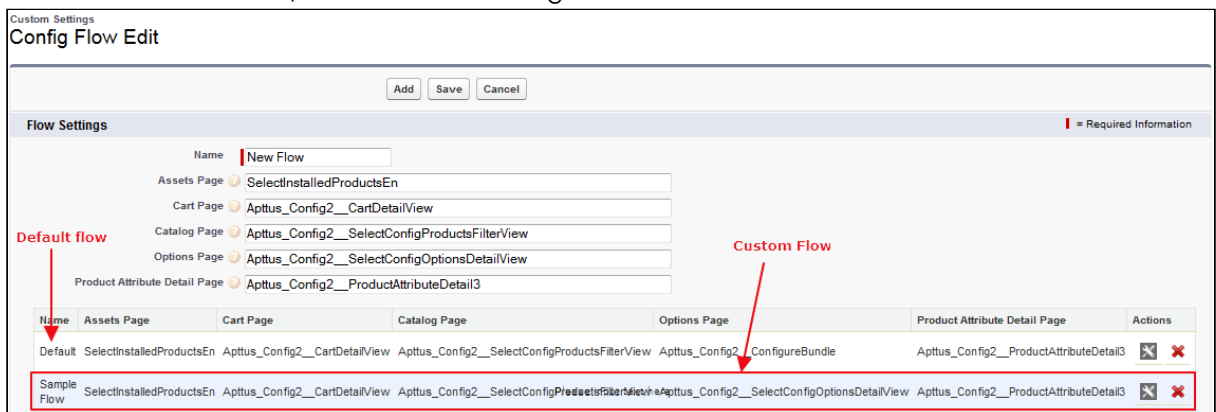 Custom Settings
Config Flow Edit
Add Save Cancel
Flow Settings
= Required Information
Name New Flow
Assets Page SelectInstalledProductsEn
Cart Page Apttus_Config2__CartDetailView
Catalog Page Apttus_Config2__SelectConfigProductsFilterView
Options Page Apttus_Config2__SelectConfigOptionsDetailView
Product Attribute Detail Page Apttus_Config2__ProductAttributeDetail3
Default flow
Custom Flow
Name Assets Page Cart Page Catalog Page Options Page Product Attribute Detail Page Actions
Default SelectInstalledProductsEn Apttus_Config2__CartDetailView Apttus_Config2__SelectConfigProductsFilterView Apttus_Config2__ConfigureBundle Apttus_Config2__ProductAttributeDetail3
Sample
Flow SelectInstalledProductsEn Apttus_Config2__CartDetailView Apttus_Config2__SelectConfigOptionsDetailView Apttus_Config2__ProductAttributeDetail3